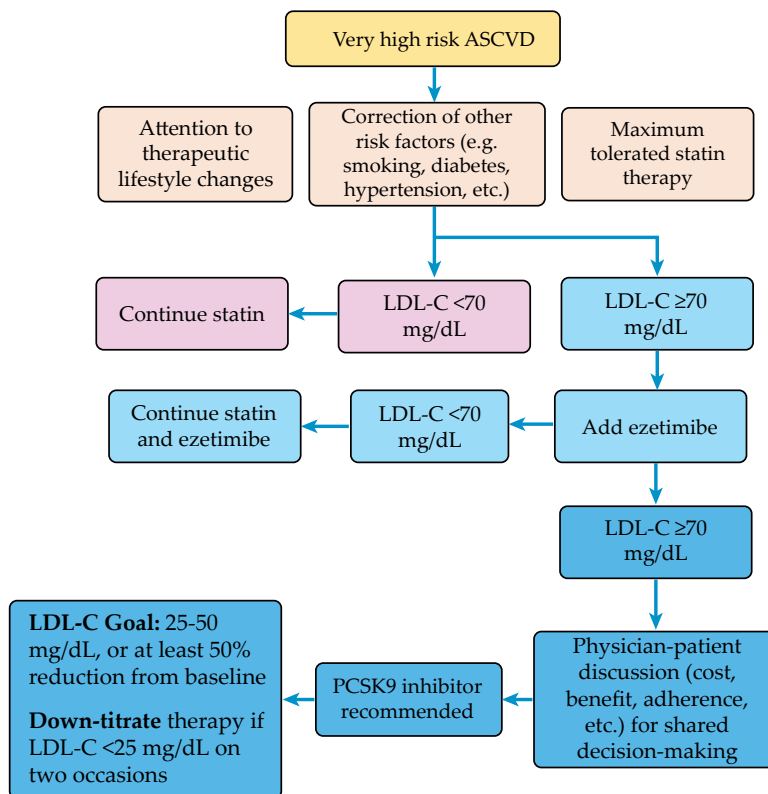 Very high risk ASCVD
Attention to
therapeutic
lifestyle changes
Correction of other
risk factors (e.g.
smoking, diabetes,
hypertension, etc.)
Maximum
tolerated statin
therapy
Continue statin
LDL-C <70
mg/dL
LDL-C ≥70
mg/dL
Continue statin
and ezetimibe
LDL-C <70
mg/dL
Add ezetimibe
LDL-C ≥70
mg/dL
LDL-C Goal: 25-50
mg/dL, or at least 50%
reduction from baseline
Down-titrate therapy if
LDL-C <25 mg/dL on
two occasions
PCSK9 inhibitor
recommended
Physician-patient
discussion (cost,
benefit, adherence,
etc.) for shared
decision-making